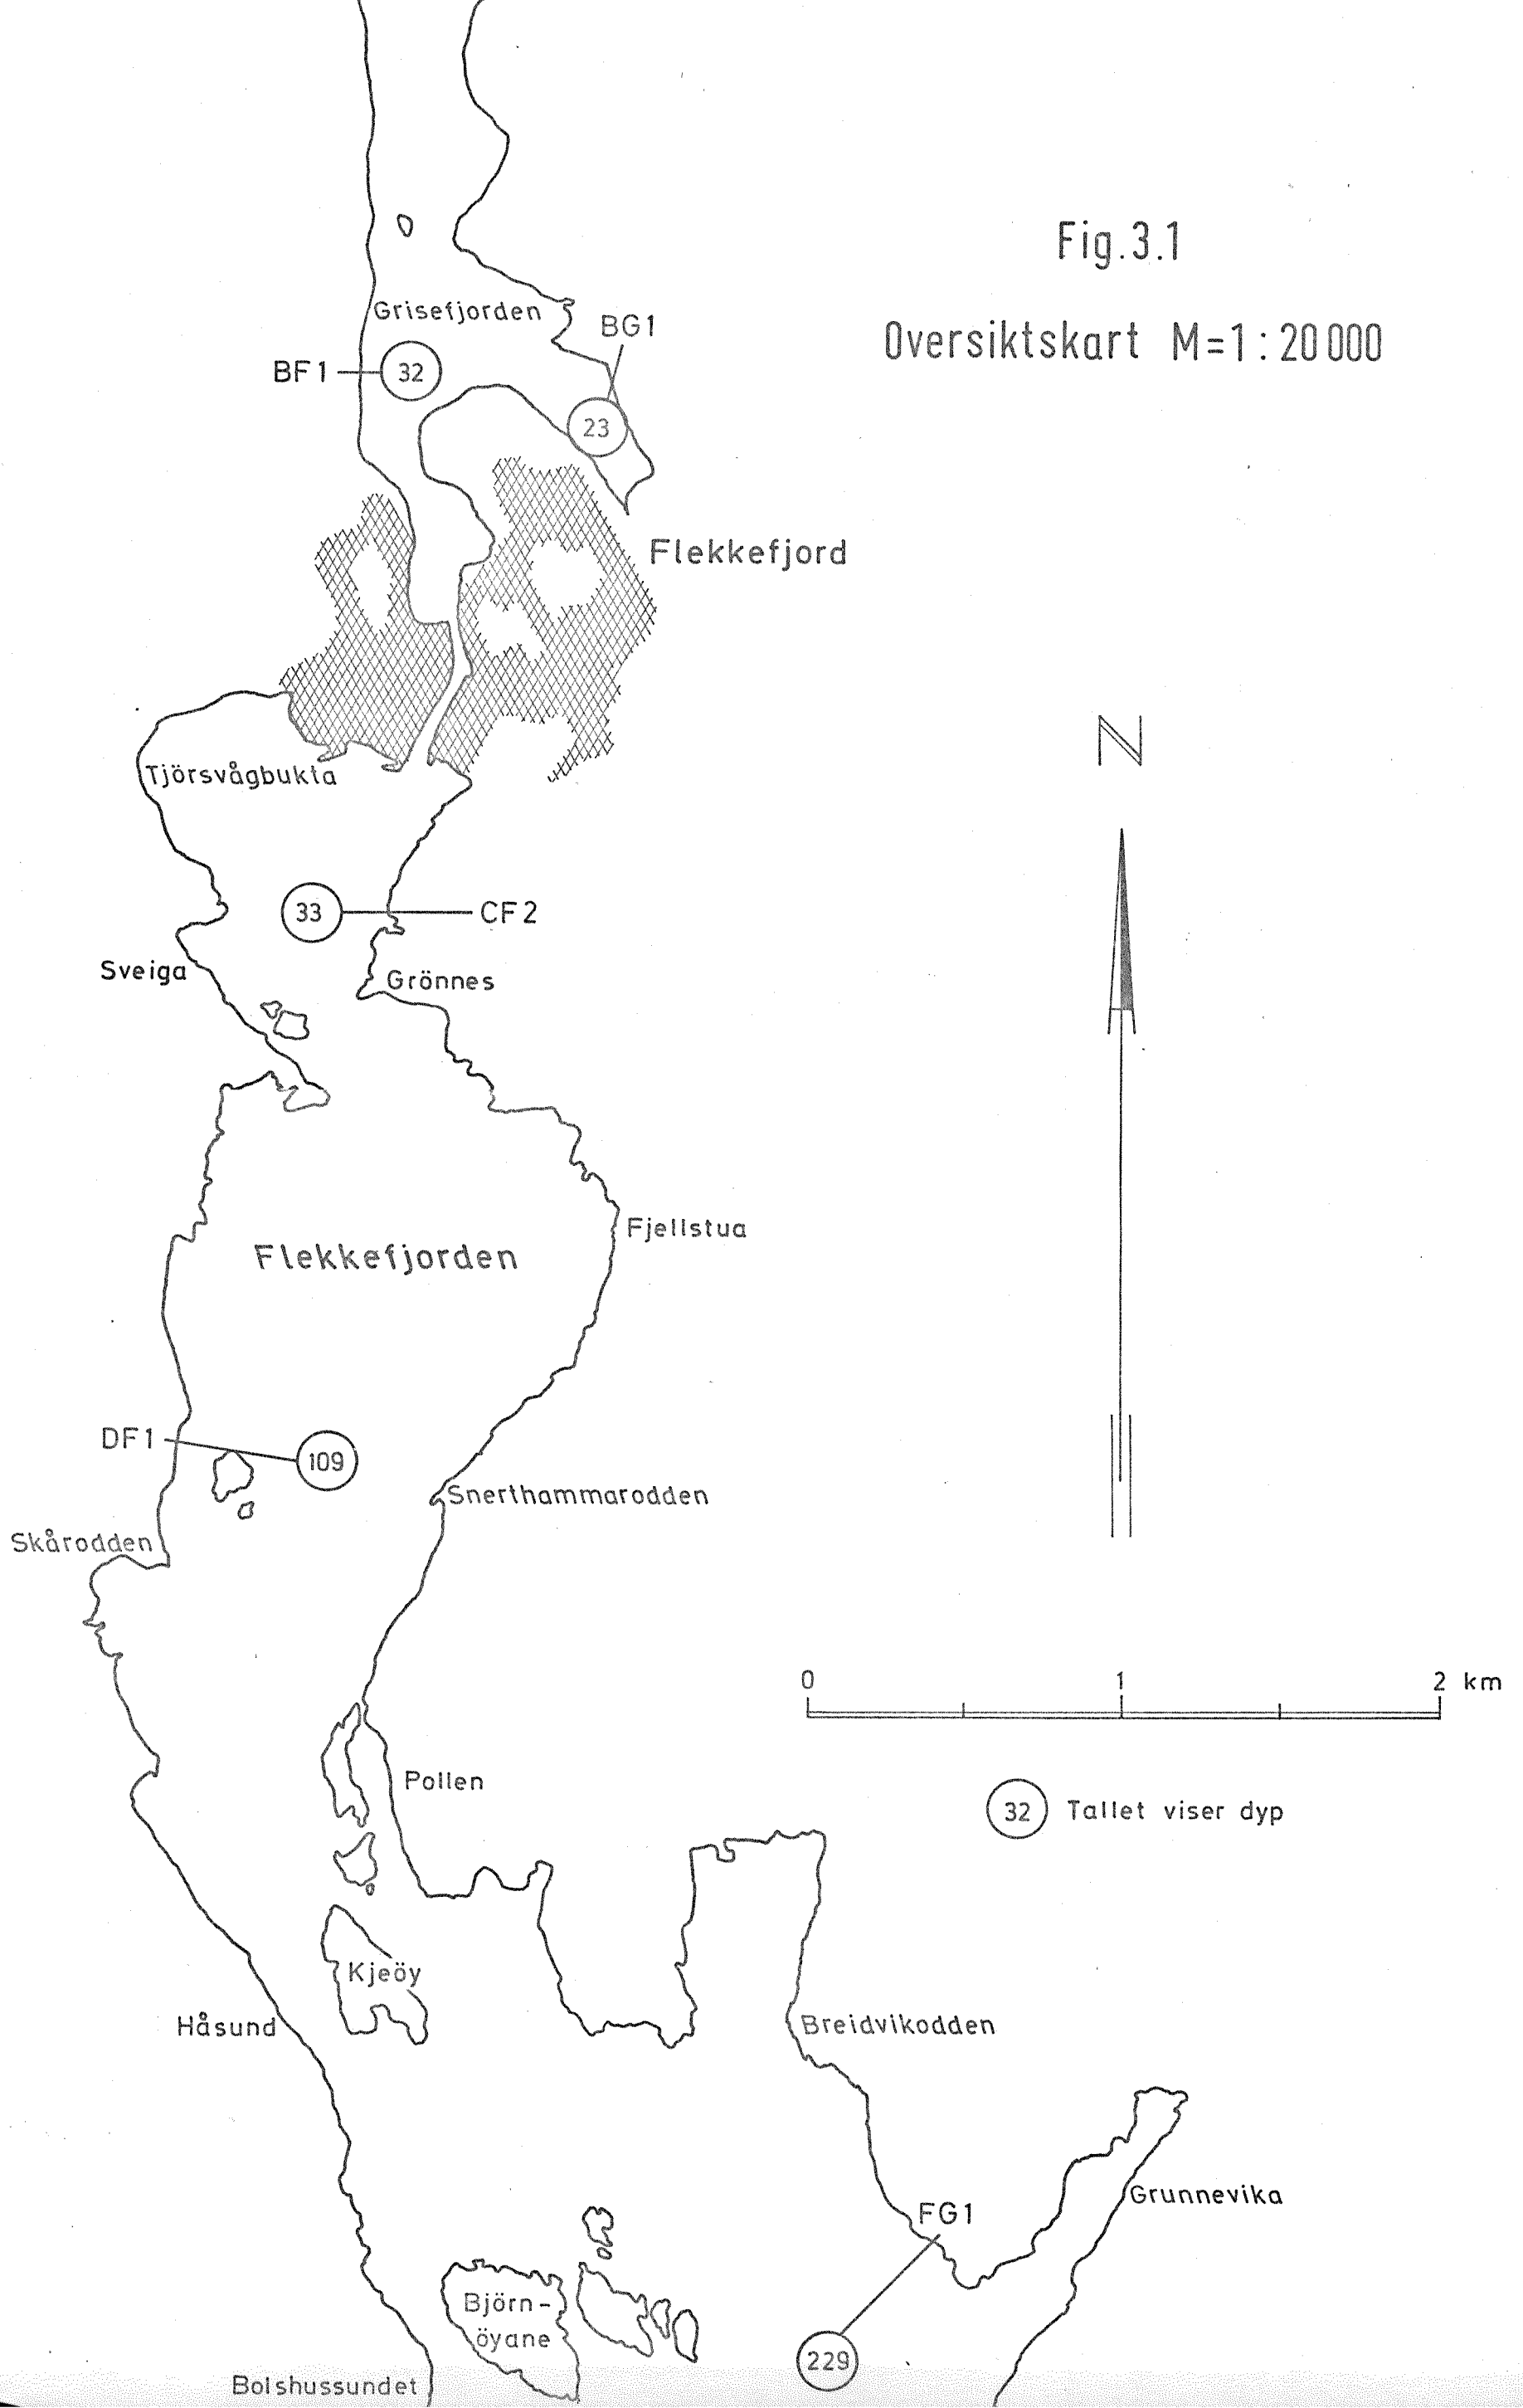 Fig.3.1
Oversiktskart M=1:20 000
Grisefjorden
BG1
BF1
32
23
Flekkefjord
N
Tjörsvågbukta
33
CF2
Sveiga
Grönnes
Fjellstua
Flekkefjorden
DF1
109
Snerthammarodden
Skårodden
0 1 2 km
Pollen
32 Tallet viser dyp
Kjeöy
Håsund
Breidvikodden
Grunnevika
FG1
Björn-
öyane
229
Bolshussundet